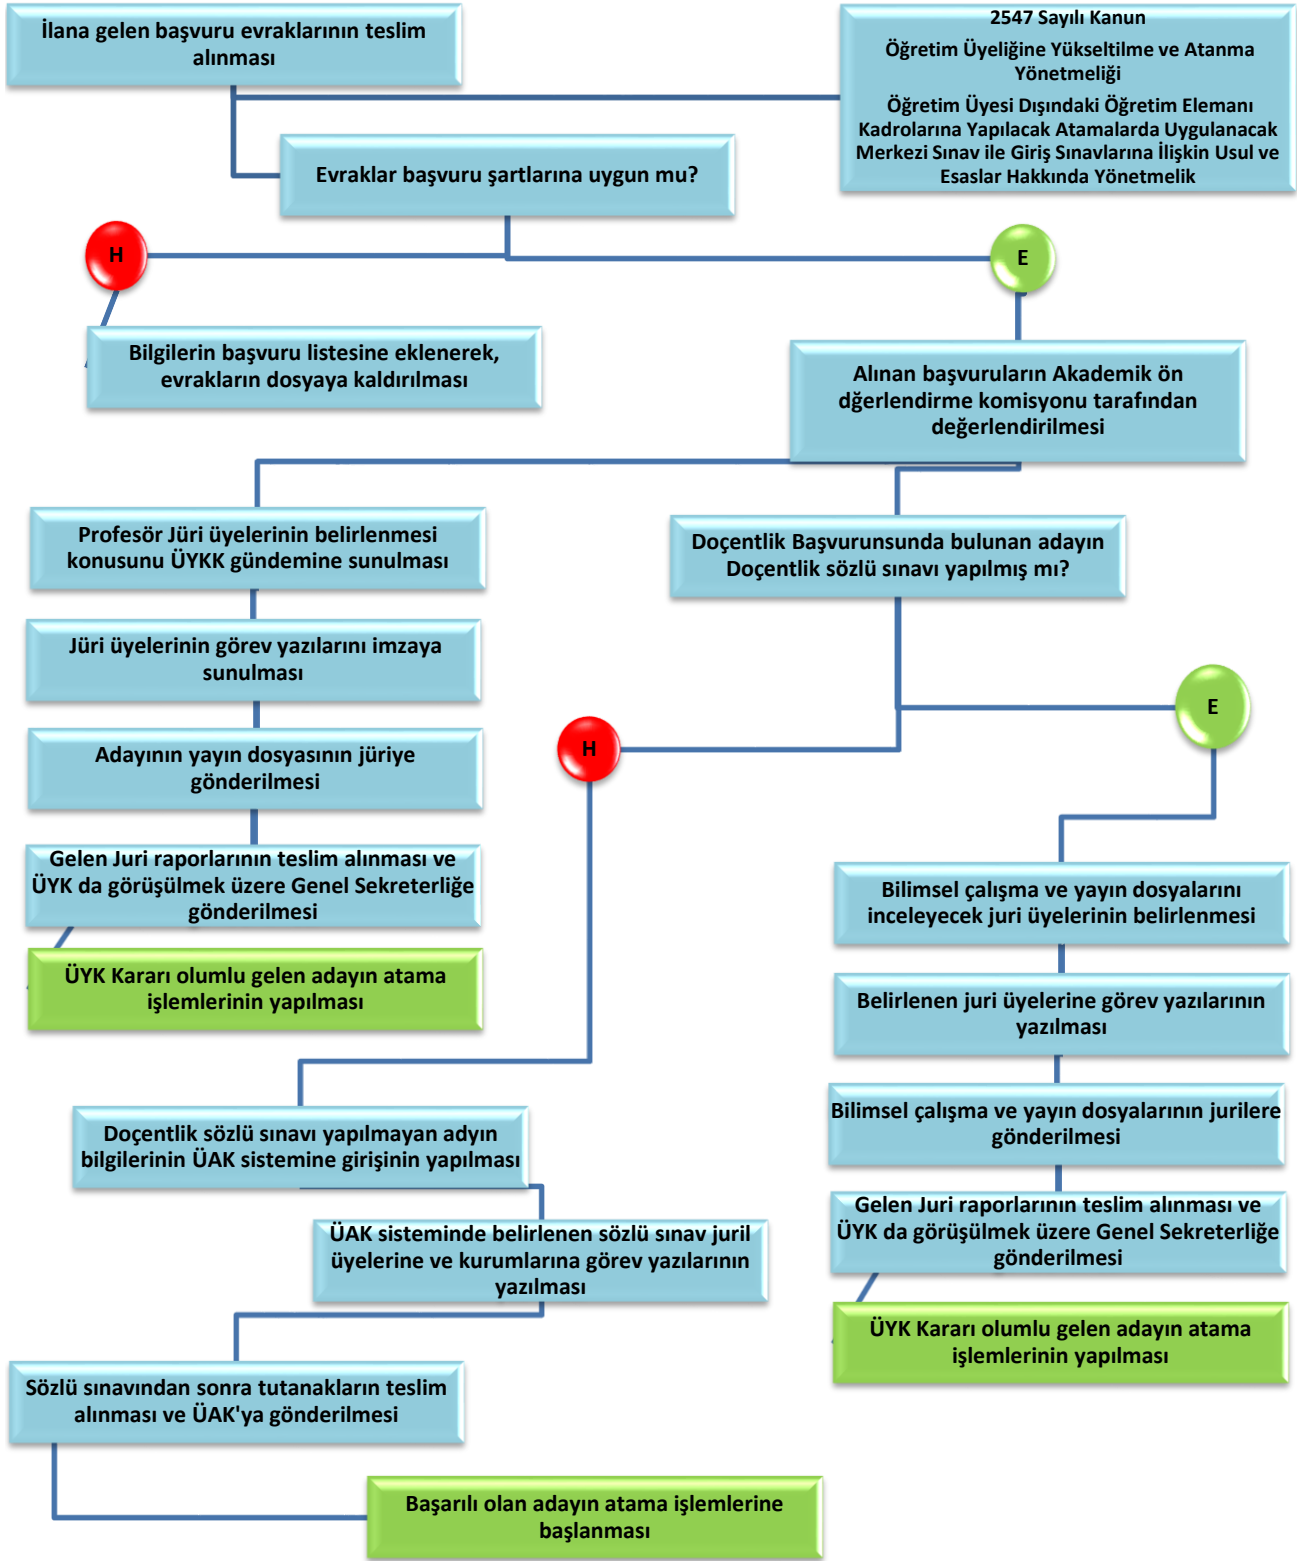 İlana gelen başvuru evraklarının teslim
alınması
2547 Sayılı Kanun
Öğretim Üyeliğine Yükseltilme ve Atanma
Yönetmeliği
Öğretim Üyesi Dışındaki Öğretim Elemanı
Kadrolarına Yapılacak Atamalarda Uygulanacak
Merkezi Sınav ile Giriş Sınavlarına İlişkin Usul ve
Esaslar Hakkında Yönetmelik
Evraklar başvuru şartlarına uygun mu?
H
E
Bilgilerin başvuru listesine eklenerek,
evrakların dosyaya kaldırılması
Alınan başvuruların Akademik ön
dğerlendirme komisyonu tarafından
değerlendirilmesi
Profesör Jüri üyelerinin belirlenmesi
konusunu ÜYKK gündemine sunulması
Doçentlik Başvurunsunda bulunan adayın
Doçentlik sözlü sınavı yapılmış mı?
Jüri üyelerinin görev yazılarını imzaya
sunulması
E
H
Adayının yayın dosyasının jüriye
gönderilmesi
Gelen Juri raporlarının teslim alınması ve
ÜYK da görüşülmek üzere Genel Sekreterliğe
gönderilmesi
ÜYK Kararı olumlu gelen adayın atama
işlemlerinin yapılması
Bilimsel çalışma ve yayın dosyalarını
inceleyecek juri üyelerinin belirlenmesi
Belirlenen juri üyelerine görev yazılarının
yazılması
Bilimsel çalışma ve yayın dosyalarının jurilere
gönderilmesi
Doçentlik sözlü sınavı yapılmayan adyın
bilgilerinin ÜAK sistemine girişinin yapılması
Gelen Juri raporlarının teslim alınması ve
ÜYK da görüşülmek üzere Genel Sekreterliğe
gönderilmesi
ÜAK sisteminde belirlenen sözlü sınav juril
üyelerine ve kurumlarına görev yazılarının
yazılması
ÜYK Kararı olumlu gelen adayın atama
işlemlerinin yapılması
Sözlü sınavından sonra tutanakların teslim
alınması ve ÜAK'ya gönderilmesi
Başarılı olan adayın atama işlemlerine
başlanması